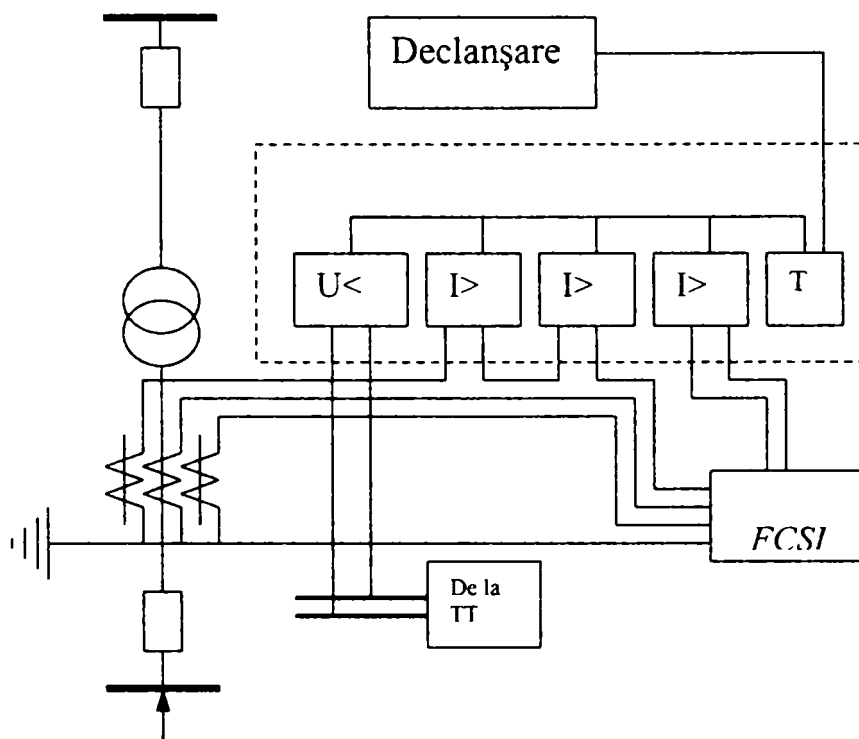 Declanşare
U<
I>
I>
I>
T
FCSI
De la
TT